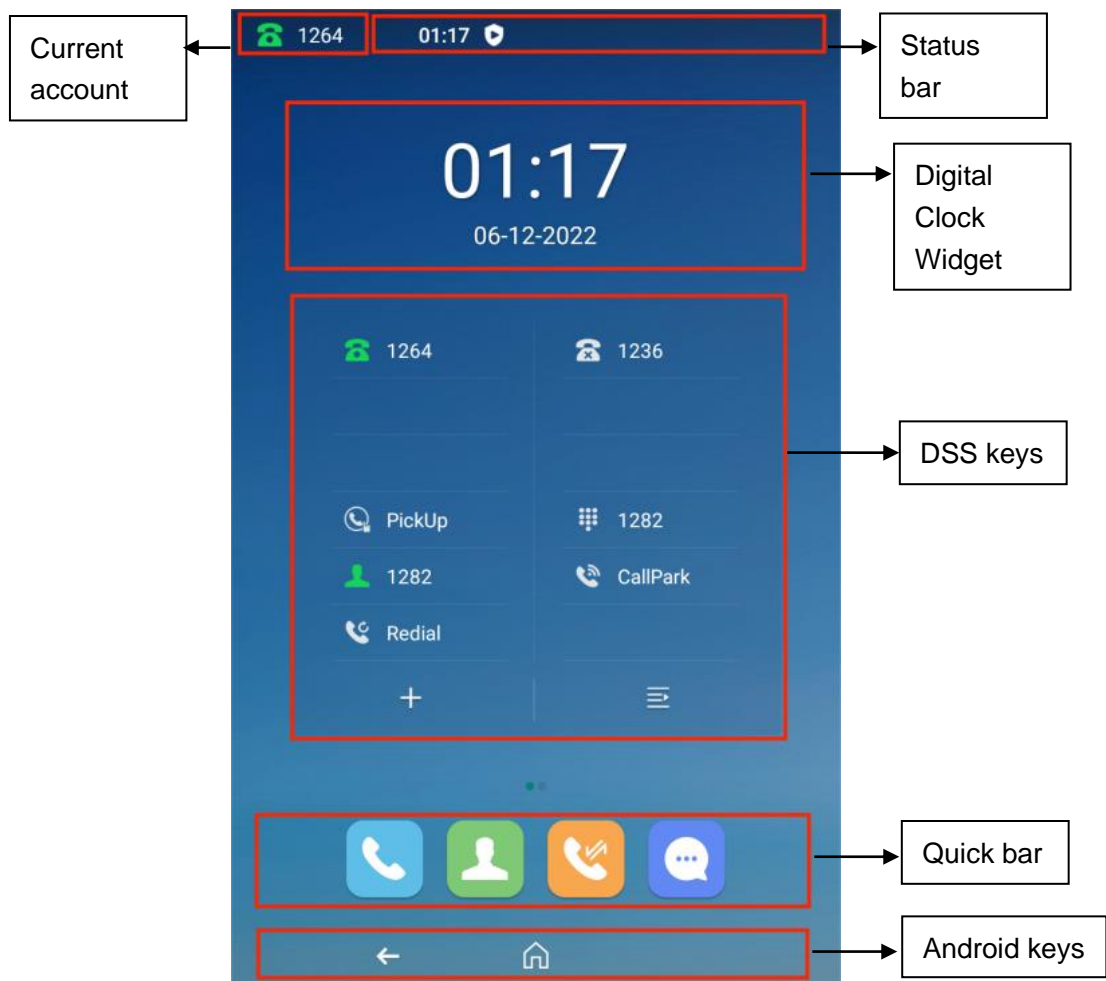 Current
account
1264
01:17
Status
bar
01:17
06-12-2022
Digital
Clock
Widget
1264
1236
DSS keys
PickUp
1282
1282
CallPark
Redial
Quick bar
Android keys